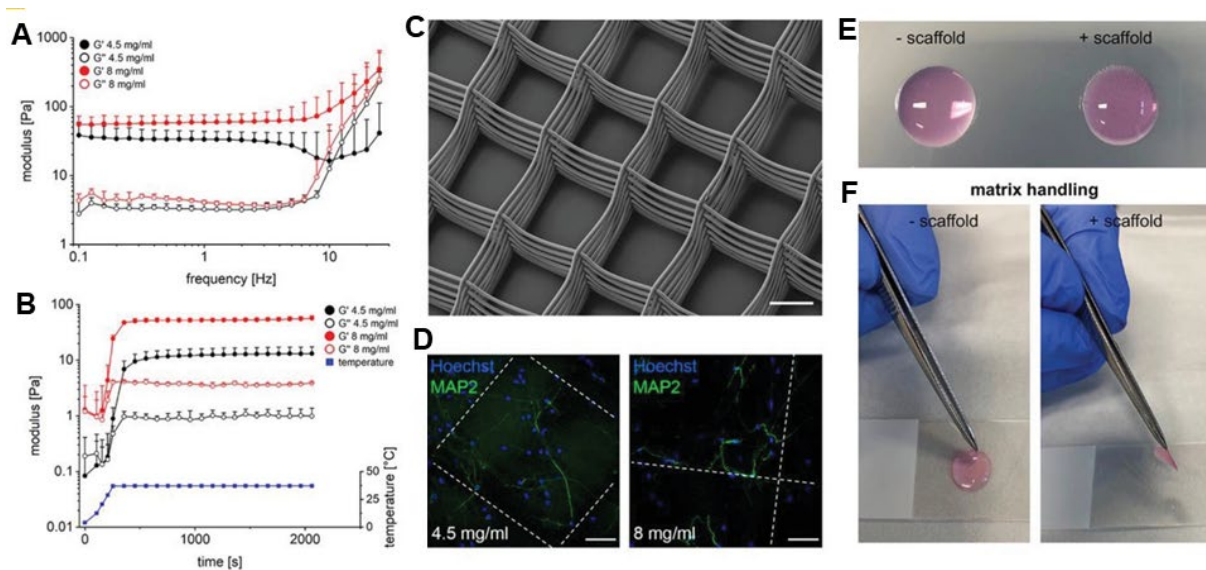 A
1000
100
10
1
modulus [Pa]
G' 4.5 mg/ml
G'' 4.5 mg/ml
G' 8 mg/ml
G'' 8 mg/ml
0.1
1
10
frequency [Hz]
B
100
10
1
0.1
0.01
modulus [Pa]
G' 4.5 mg/ml
G'' 4.5 mg/ml
G' 8 mg/ml
G'' 8 mg/ml
temperature
50
25
0
temperature [°C]
0
1000
2000
time [s]
C
D
Hoechst
MAP2
4.5 mg/ml
Hoechst
MAP2
8 mg/ml
E
- scaffold
+ scaffold
matrix handling
F
- scaffold
+ scaffold